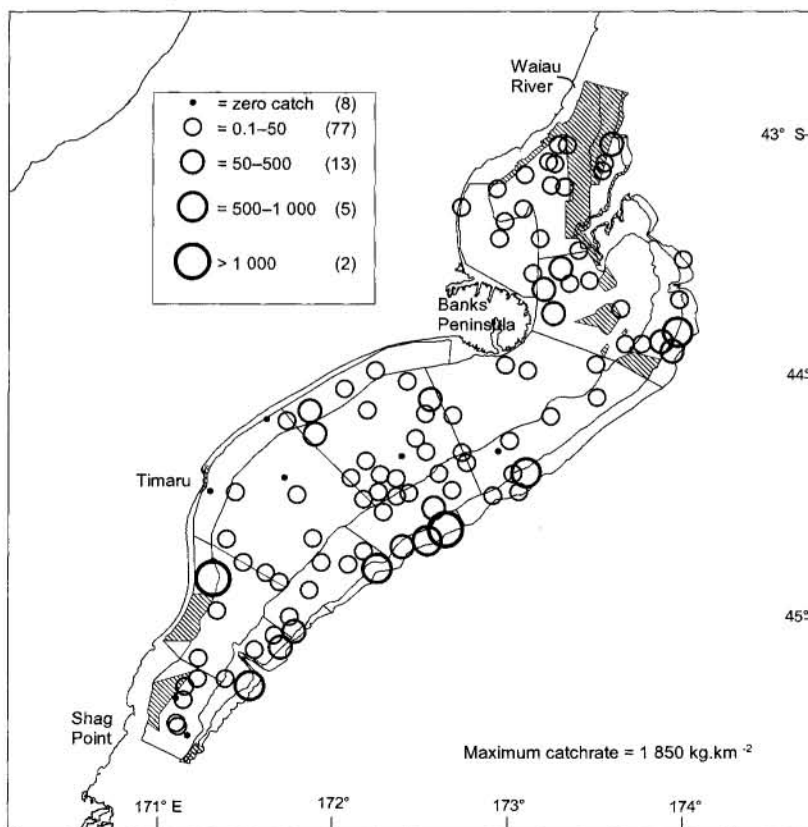 Waiau
River
• = zero catch (8)
= 0.1–50 (77)
= 50–500 (13)
= 500–1 000 (5)
> 1 000 (2)
43° S
Banks
Peninsula
44°
Timaru
45°
Shag
Point
Maximum catchrate = 1 850 kg.km -2
171° E 172° 173° 174°